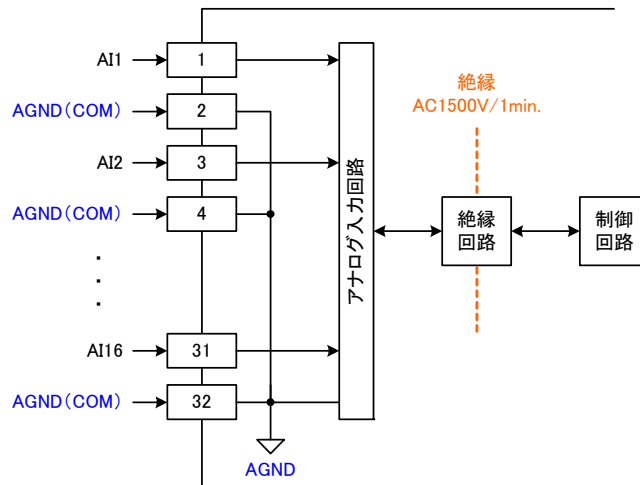 AI1
1
AGND(COM)
2
AI2
3
AGND(COM)
4
・
・
・
AI16
31
AGND(COM)
32
AGND
アナログ入力回路
絶縁
AC1500V/1min.
絶縁
回路
制御
回路